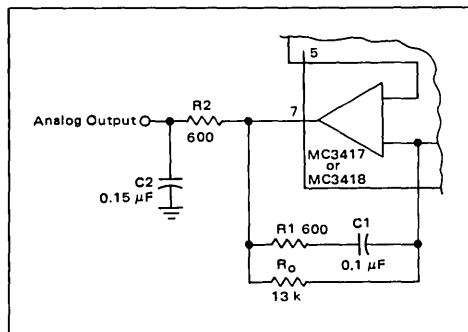 5
R2
Analog Output
7
600
MC3417
or
MC3418
C2
0.15 μF
R1 600
C1
0.1 μF
Ro
13 k